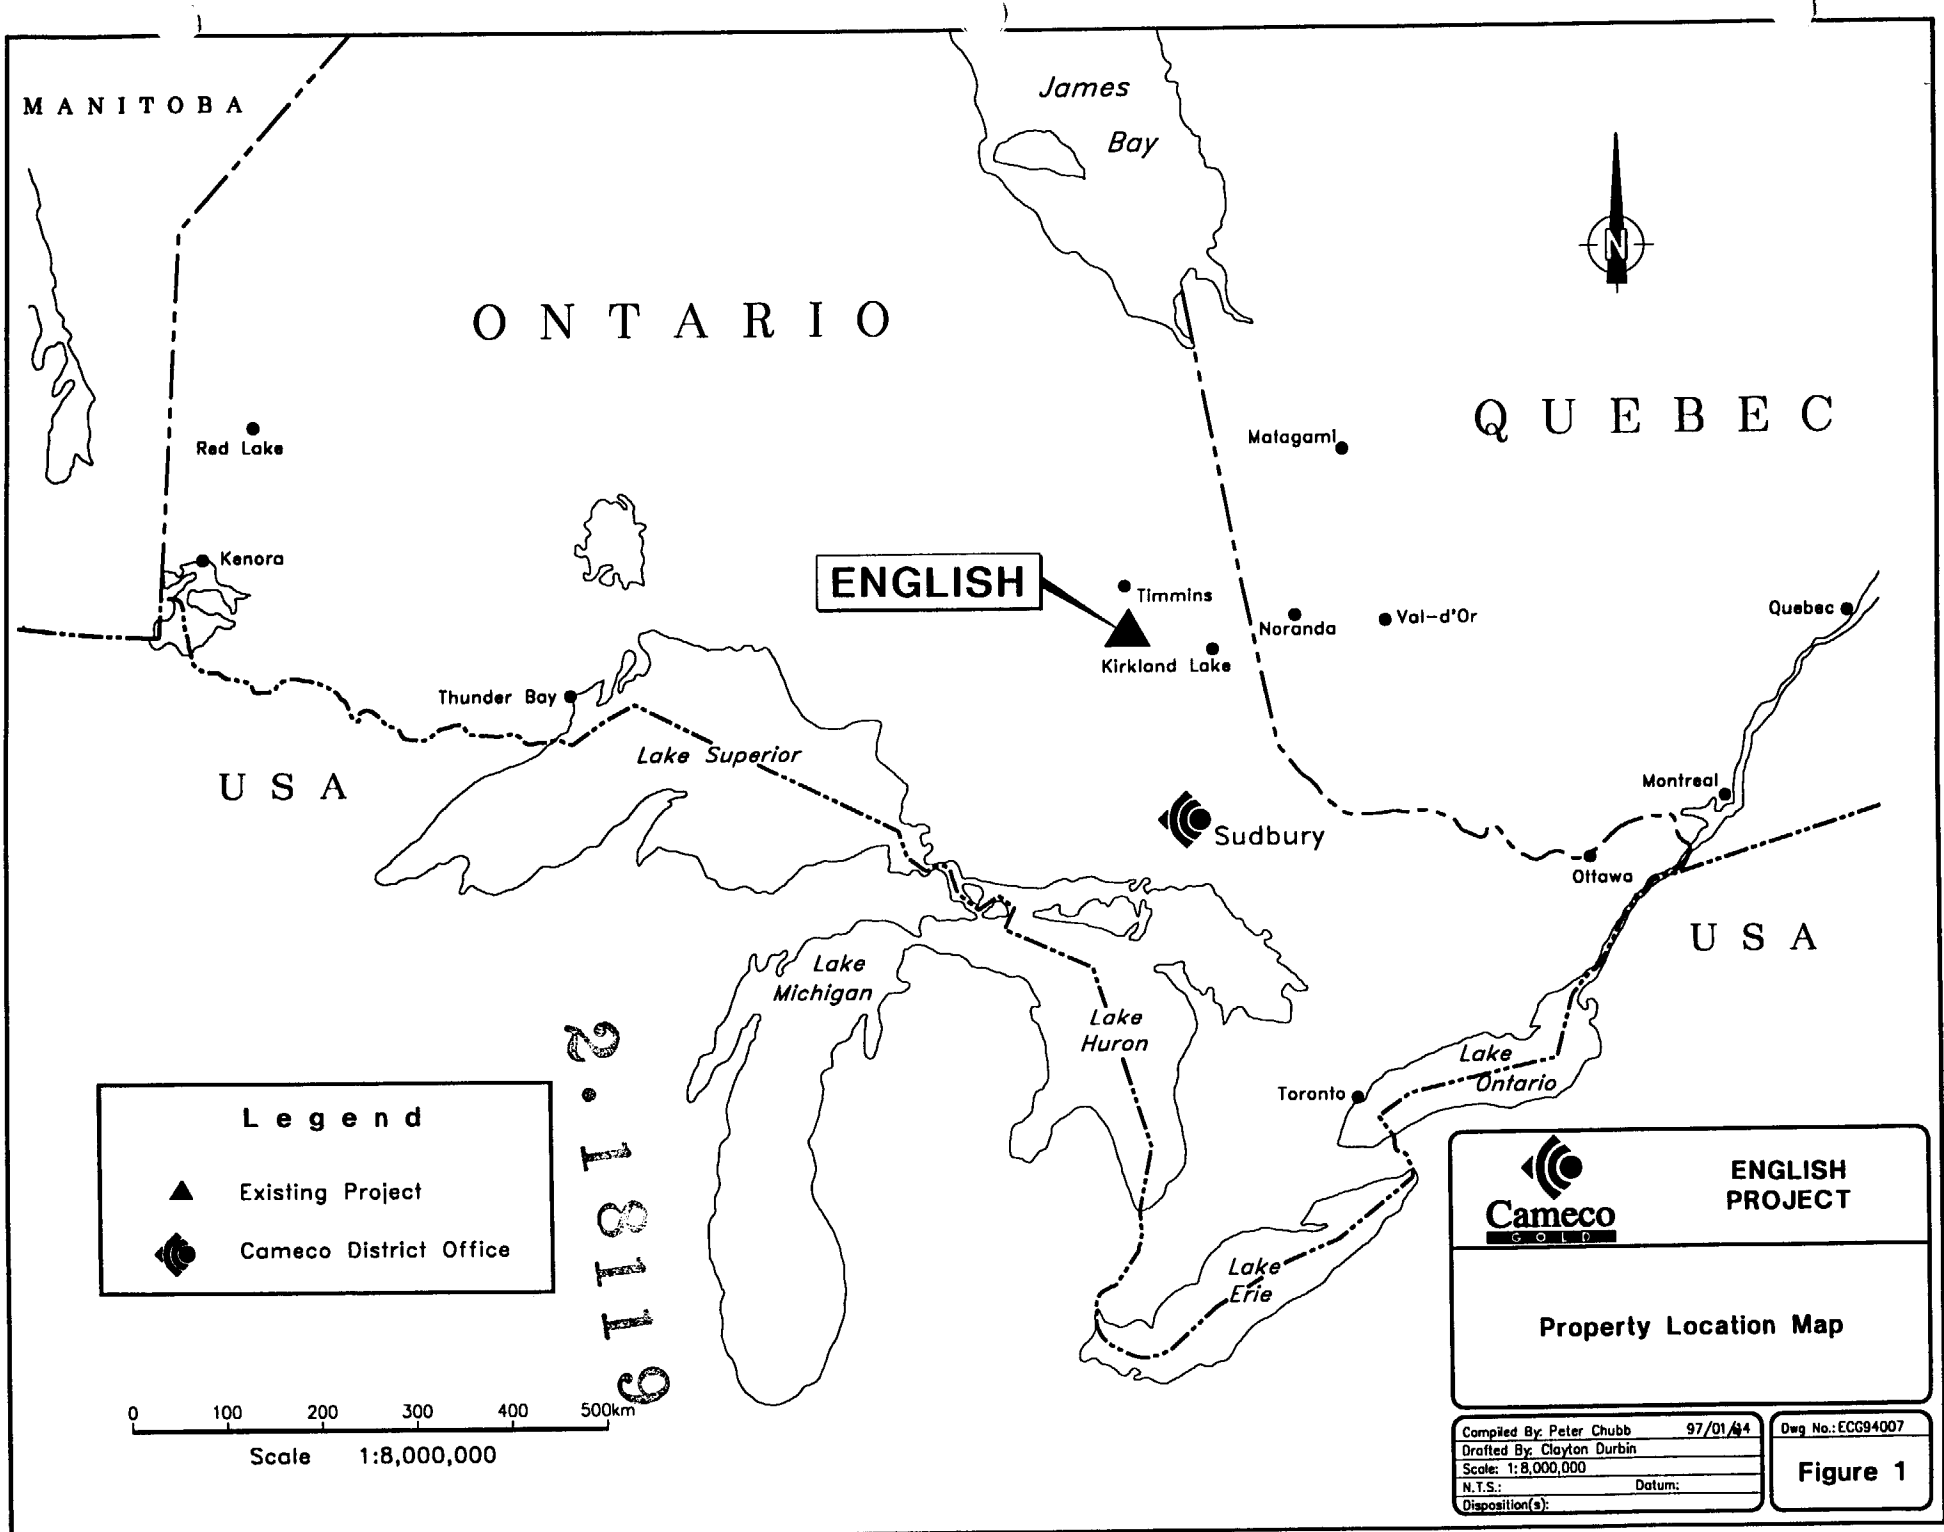 MANITOBA
James
Bay
N
ONTARIO
QUEBEC
Matagami
Red Lake
Kenora
ENGLISH
Timmins
Noranda
Val-d'Or
Quebec
Kirkland Lake
Thunder Bay
Lake Superior
USA
Montreal
Sudbury
Ottawa
USA
Lake
Michigan
Lake
Huron
Lake
Ontario
Toronto
Lake
Erie
2.18119
Legend
Existing Project
Cameco District Office
0 100 200 300 400 500km
Scale 1:8,000,000
Cameco
GOLD
ENGLISH
PROJECT
Property Location Map
Compiled By: Peter Chubb 97/01/14
Drafted By: Clayton Durbin
Scale: 1:8,000,000
N.T.S.: Datum:
Disposition(s):
Dwg No.: ECG94007
Figure 1